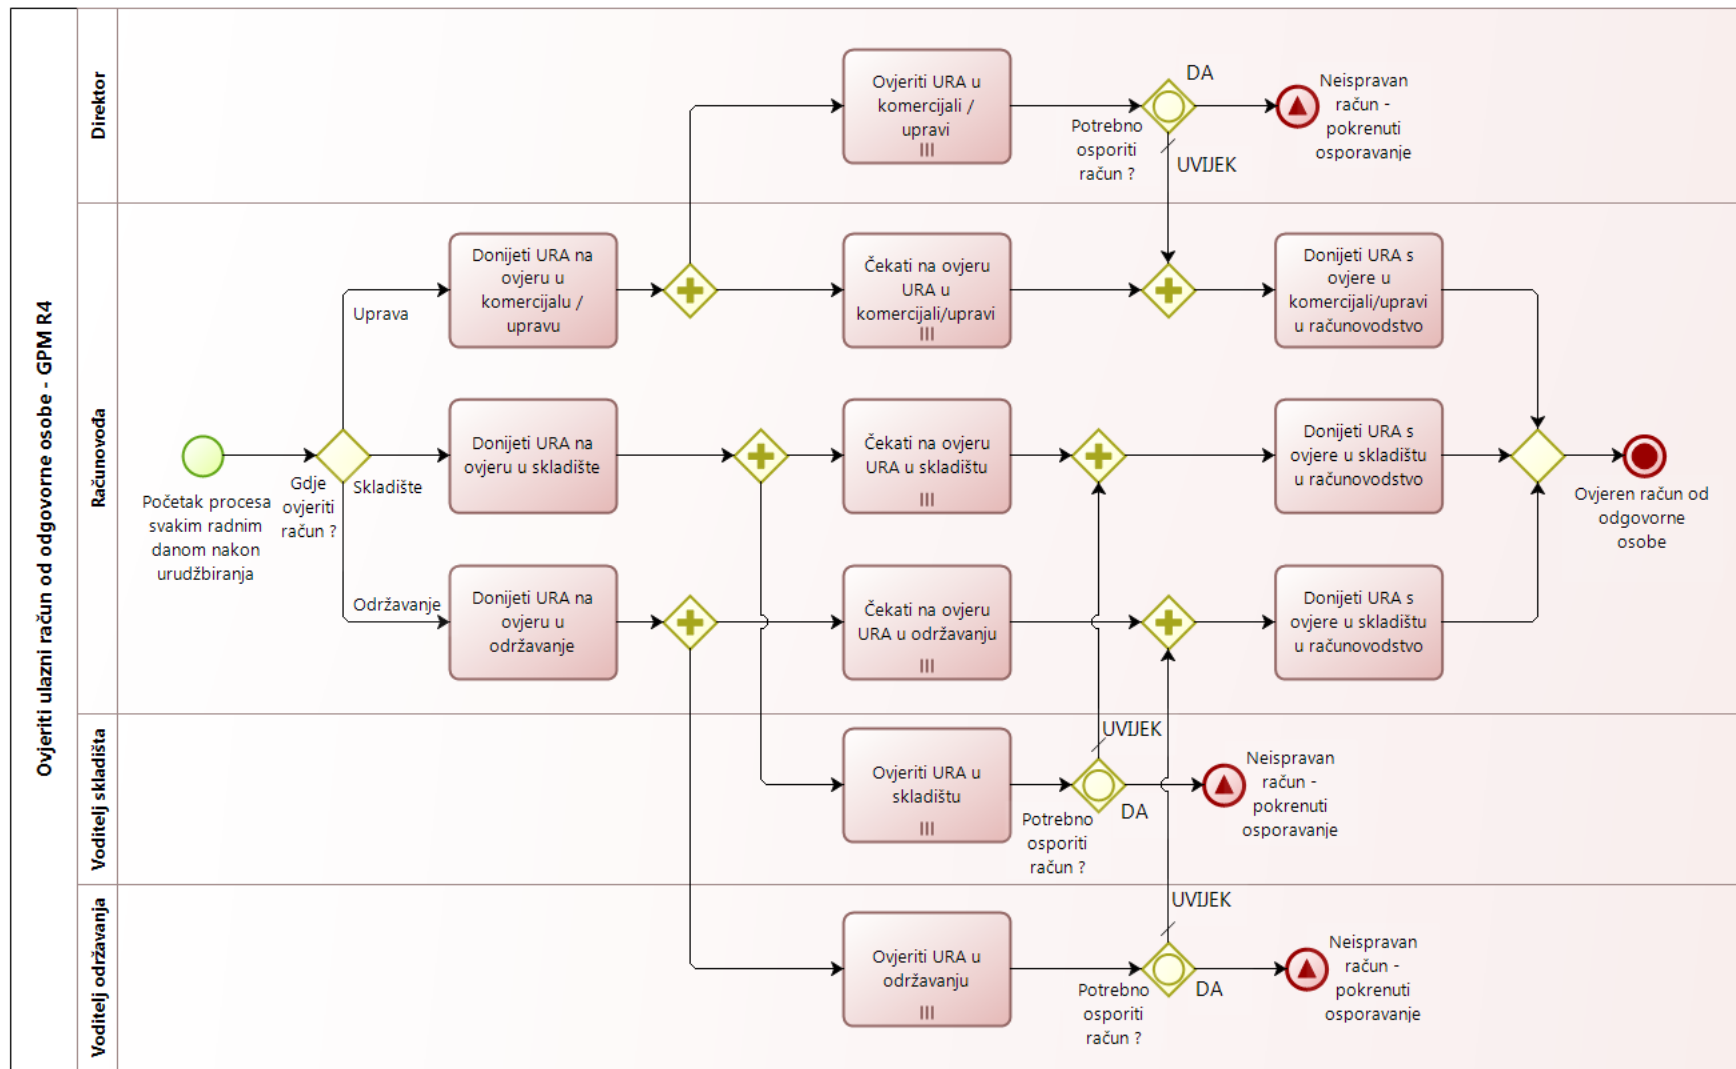 Ovjeriti ulazni račun od odgovorne osobe - GPM R4
Direktor
Ovjeriti URA u
komercijali /
upravi
Potrebno
osporiti
račun ?
DA
UVIJEK
Neispravan
račun -
pokrenuti
osporavanje
Računovođa
Početak procesa
svakim radnim
danom nakon
urudžbiranja
Gdje
ovjeriti
račun ?
Uprava
Skladište
Održavanje
Donijeti URA na
ovjeru u
komercijalu /
upravu
Čekati na ovjeru
URA u
komercijali/upravi
Donijeti URA s
ovjere u
komercijali/upravi
u računovodstvo
Donijeti URA na
ovjeru u skladište
Čekati na ovjeru
URA u skladištu
Donijeti URA s
ovjere u skladištu
u računovodstvo
Ovjeren račun od
odgovorne
osobe
Donijeti URA na
ovjeru u
održavanje
Čekati na ovjeru
URA u održavanju
Donijeti URA s
ovjere u skladištu
u računovodstvo
Voditelj skladišta
Ovjeriti URA u
skladištu
Potrebno
osporiti
račun ?
UVIJEK
DA
Neispravan
račun -
pokrenuti
osporavanje
Voditelj održavanja
Ovjeriti URA u
održavanju
Potrebno
osporiti
račun ?
UVIJEK
DA
Neispravan
račun -
pokrenuti
osporavanje